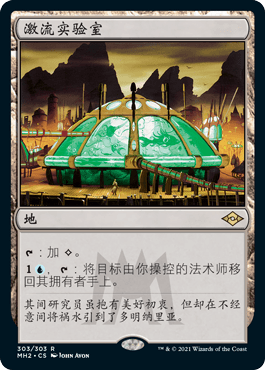 激流实验室
地
：加。
1，：将目标由你操控的法术师移
回其拥有者手上。
其间研究员虽抱有美好初衷，但却在不经
意间将祸水引到了多明纳里亚。
303/303 R
MH2 • CS JOHN AVON
™ & © 2021 Wizards of the Coast